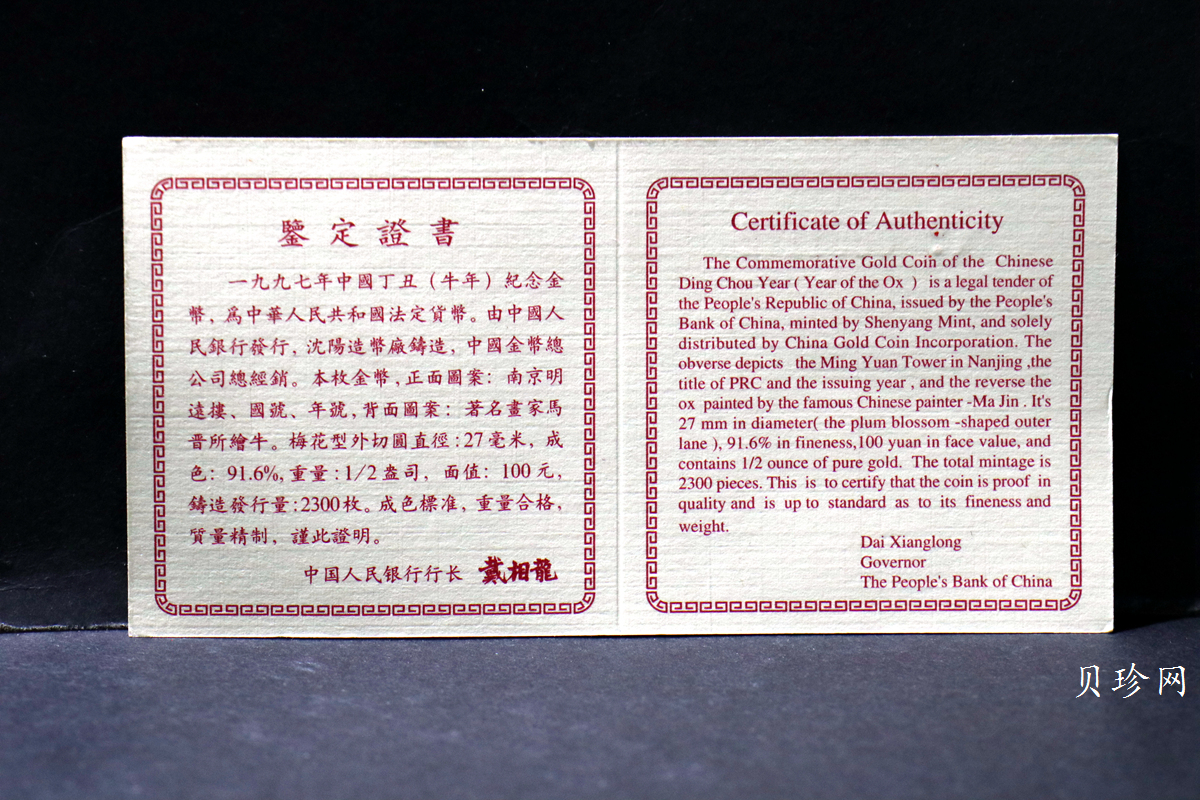 鑒定證書
一九九七年中國丁丑（牛年）紀念金
幣，爲中華人民共和國法定貨幣。由中國人
民銀行發行，沈陽造幣廠鑄造，中國金幣總
公司總經銷。本枚金幣，正面圖案：南京明
遠摟、國號、年號，背面圖案：著名畫家馬
晋所繪牛。梅花型外切圓直徑：27毫米，成
色：91.6%，重量：1/2盎司，面值：100元，
鑄造發行量：2300枚。成色標准，重量合格，
質量精制，謹此證明。
中国人民银行行长 戴相龍
Certificate of Authenticity
The Commemorative Gold Coin of the Chinese
Ding Chou Year ( Year of the Ox ) is a legal tender of
the People's Republic of China, issued by the People's
Bank of China, minted by Shenyang Mint, and solely
distributed by China Gold Coin Incorporation. The
obverse depicts the Ming Yuan Tower in Nanjing ,the
title of PRC and the issuing year , and the reverse the
ox painted by the famous Chinese painter -Ma Jin . It's
27 mm in diameter( the plum blossom -shaped outer
lane ), 91.6% in fineness,100 yuan in face value, and
contains 1/2 ounce of pure gold. The total mintage is
2300 pieces. This is to certify that the coin is proof in
quality and is up to standard as to its fineness and
weight.
Dai Xianglong
Governor
The People's Bank of China
贝珍网